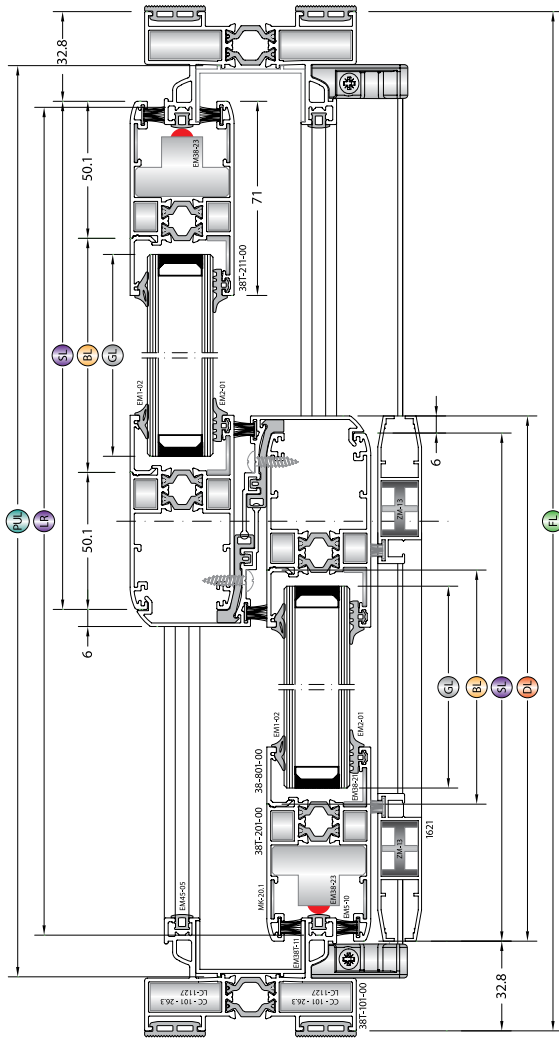 32.8
50.1
71
SL
BL
GL
PUL
LR
EM38-23
38T-211-00
EM1-02
EM2-01
50.1
6
6
ZM-13
FL
GL
BL
SL
DL
EM1-02
EM2-01
38-801-00
EM38-21
38T-201-00
1621
ZM-13
MK-20.1
EM38-23
EM5-10
EM45-05
EM38T-11
32.8
CC - 101 - 26.3
LC-1127
CC - 101 - 26.3
LC-1127
38T-101-00